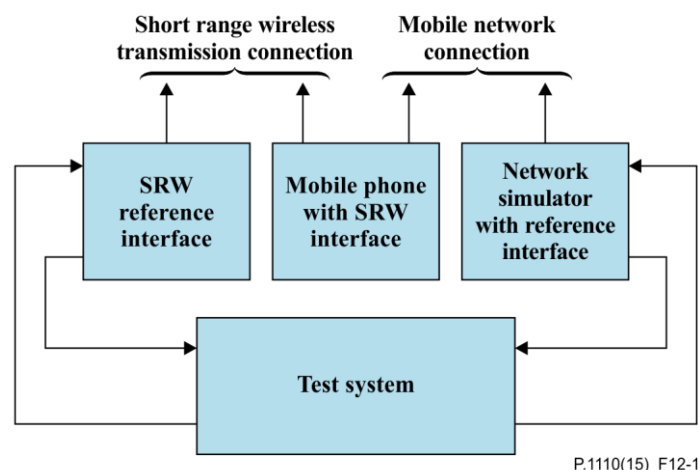 Short range wireless
transmission connection
Mobile network
connection
SRW
reference
interface
Mobile phone
with SRW
interface
Network
simulator
with reference
interface
Test system
P.1110(15)_F12-1